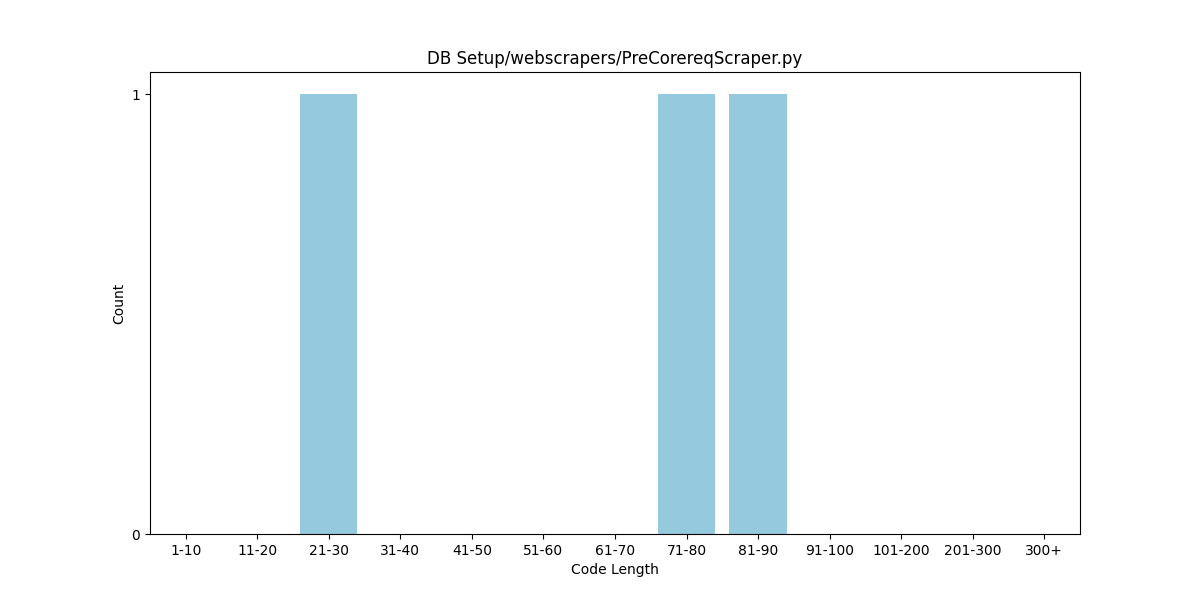 DB Setup/webscrapers/PreCorereqScraper.py
1
Count
0
1-10 11-20 21-30 31-40 41-50 51-60 61-70 71-80 81-90 91-100 101-200 201-300 300+
Code Length